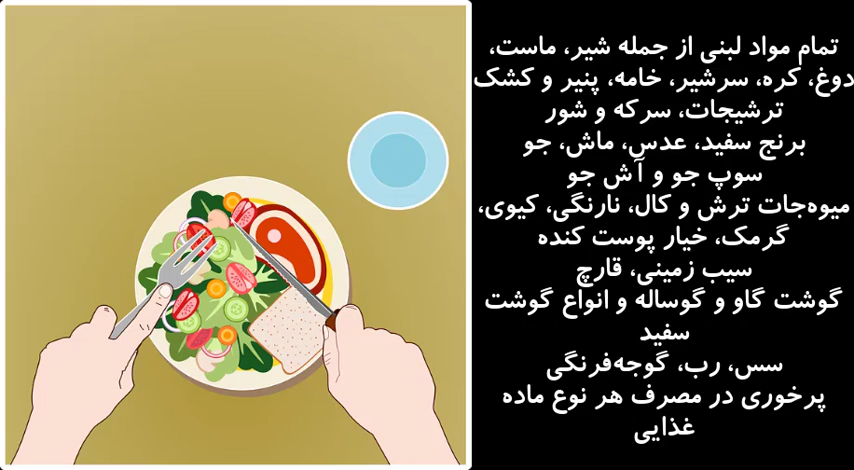 تمام مواد لبنی از جمله شیر، ماست،
دوغ، کره، سرشیر، خامه، پنیر و کشک
ترشیجات، سرکه و شور
برنج سفید، عدس، ماش، جو
سوپ جو و آش جو
میوه‌جات ترش و کال، نارنگی، کیوی،
گرمک، خیار پوست کنده
سیب زمینی، قارچ
گوشت گاو و گوساله و انواع گوشت
سفید
سس، رب، گوجه‌فرنگی
پرخوری در مصرف هر نوع ماده
غذایی